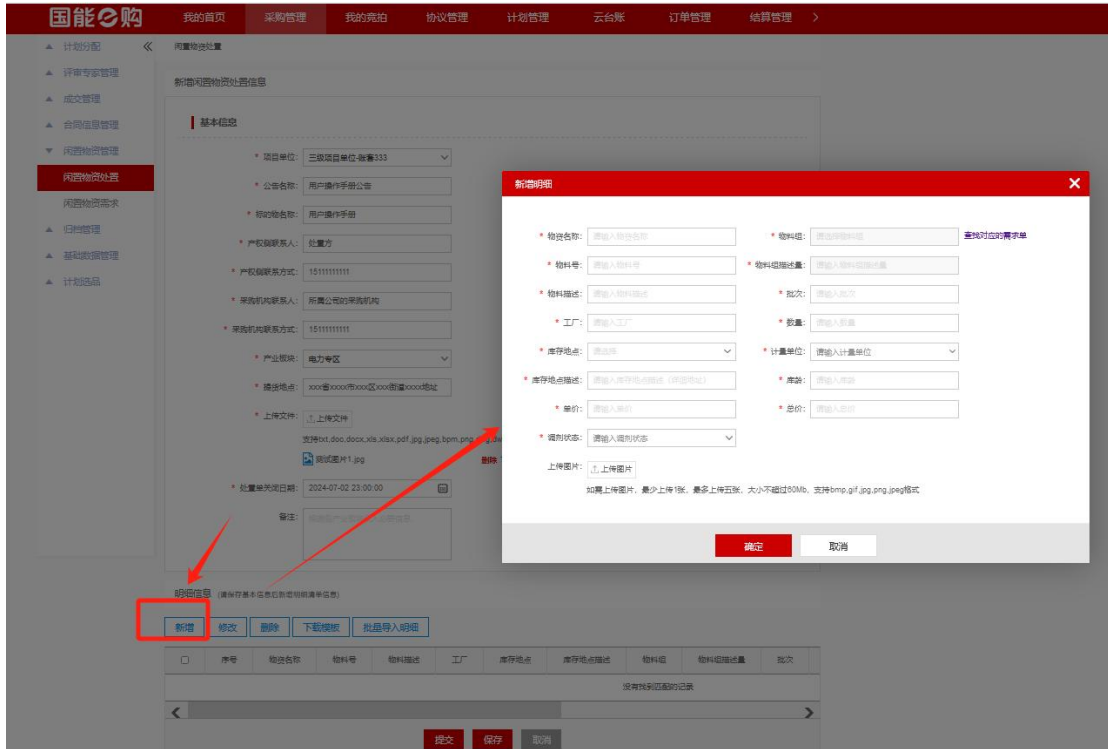 国能e购 我的首页 采购管理 我的竞拍 协议管理 计划管理 云台账 订单管理 结算管理
计划分配
评审专家管理
成交管理
合同信息管理
闲置物资管理
闲置物资处置
闲置物资需求
归档管理
基础数据管理
计划选品
闲置物资处置
新增闲置物资处置信息
基本信息
* 项目单位: 三级项目单位-账套333
* 公告名称: 用户操作手册公告
* 标的物名称: 用户操作手册
* 产权侧联系人: 处置方
* 产权侧联系方式: 15111111111
* 采购机构联系人: 所属公司的采购机构
* 采购机构联系方式: 15111111111
* 产业板块: 电力专区
* 提货地点: xxx省xxxx市xxx区xxx街道xxxx地址
* 上传文件: 上传文件
支持txt,doc,docx,xls,xlsx,pdf,jpg,jpeg,bpm,png,
测试图片1.jpg 删除
* 处置单关闭日期: 2024-07-02 23:00:00
备注:
明细信息 (请保存基本信息后新增明细清单信息)
新增 修改 删除 下载模板 批量导入明细
序号 物资名称 物料号 物料描述 工厂 库存地点 库存地点描述 物料组 物料组描述量 批次
没有找到匹配的记录
提交 保存 取消
新增明细
* 物资名称: 请输入物资名称 * 物料组: 请选择物料组 查找对应的需求单
* 物料号: 请输入物料号 * 物料组描述量: 请输入物料组描述量
* 物料描述: 请输入物料描述 * 批次: 请输入批次
* 工厂: 请输入工厂 * 数量: 请输入数量
* 库存地点: 请选择 * 计量单位: 请输入计量单位
* 库存地点描述: 请输入库存地点描述（详细地址） * 库龄: 请输入库龄
* 单价: 请输入单价 * 总价: 请输入总价
* 调剂状态: 请输入调剂状态
上传图片: 上传图片
如需上传图片，最少上传1张，最多上传五张，大小不超过60Mb，支持bmp,gif,jpg,png,jpeg格式
确定 取消